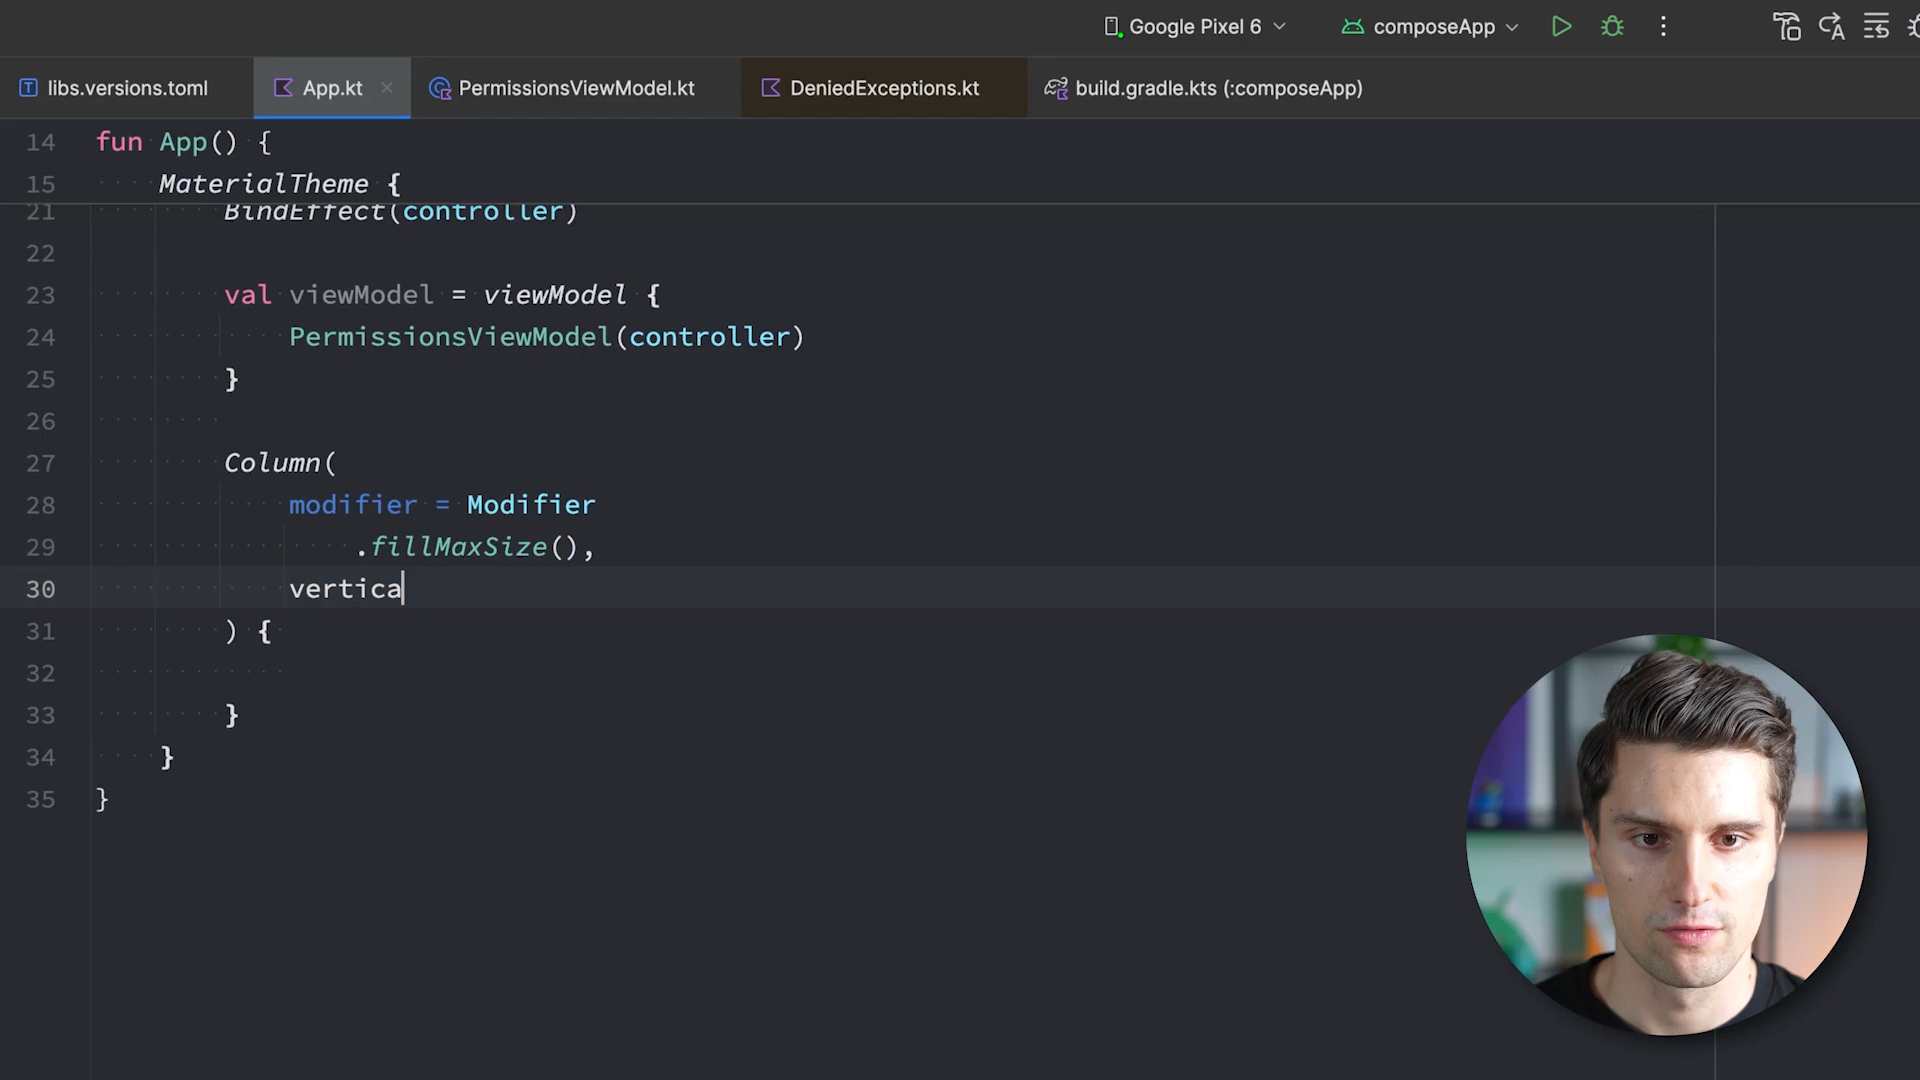 Google Pixel 6 composeApp
libs.versions.toml App.kt PermissionsViewModel.kt DeniedExceptions.kt build.gradle.kts (:composeApp)
14 fun App() {
15 MaterialTheme {
21 BindEffect(controller)
22
23 val viewModel = viewModel {
24 PermissionsViewModel(controller)
25 }
26
27 Column(
28 modifier = Modifier
29 .fillMaxSize(),
30 vertica
31 ) {
32
33 }
34 }
35 }